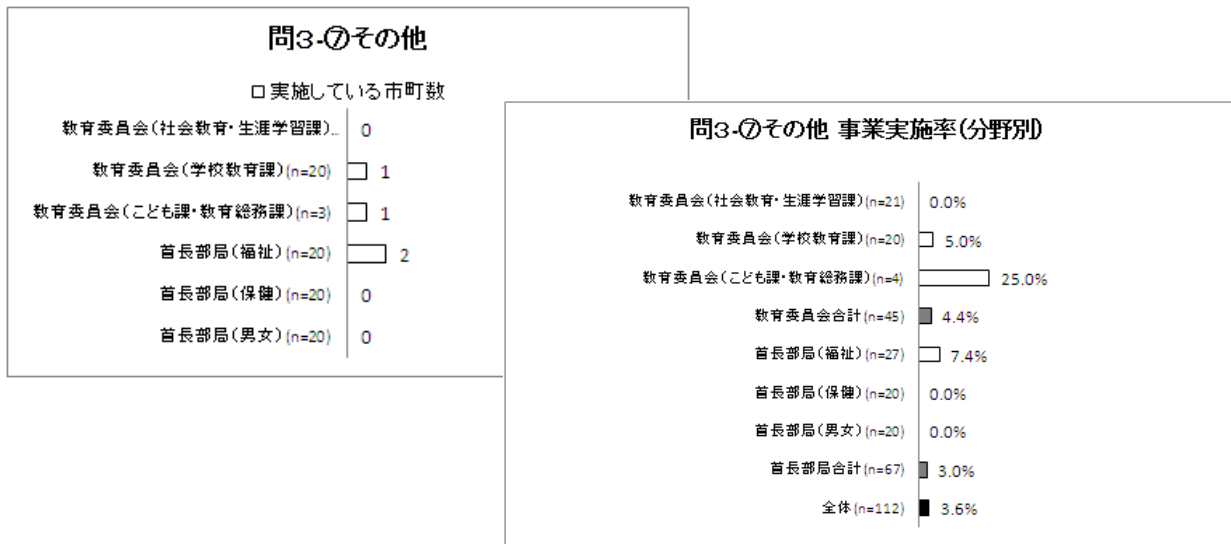 問3-⑦その他
実施している市町数
教育委員会(社会教育・生涯学習課)... 0
教育委員会(学校教育課)(n=20) 1
教育委員会(こども課・教育総務課)(n=3) 1
首長部局(福祉)(n=20) 2
首長部局(保健)(n=20) 0
首長部局(男女)(n=20) 0
問3-⑦その他 事業実施率(分野別)
教育委員会(社会教育・生涯学習課)(n=21) 0.0%
教育委員会(学校教育課)(n=20) 5.0%
教育委員会(こども課・教育総務課)(n=4) 25.0%
教育委員会合計(n=45) 4.4%
首長部局(福祉)(n=27) 7.4%
首長部局(保健)(n=20) 0.0%
首長部局(男女)(n=20) 0.0%
首長部局合計(n=67) 3.0%
全体(n=112) 3.6%